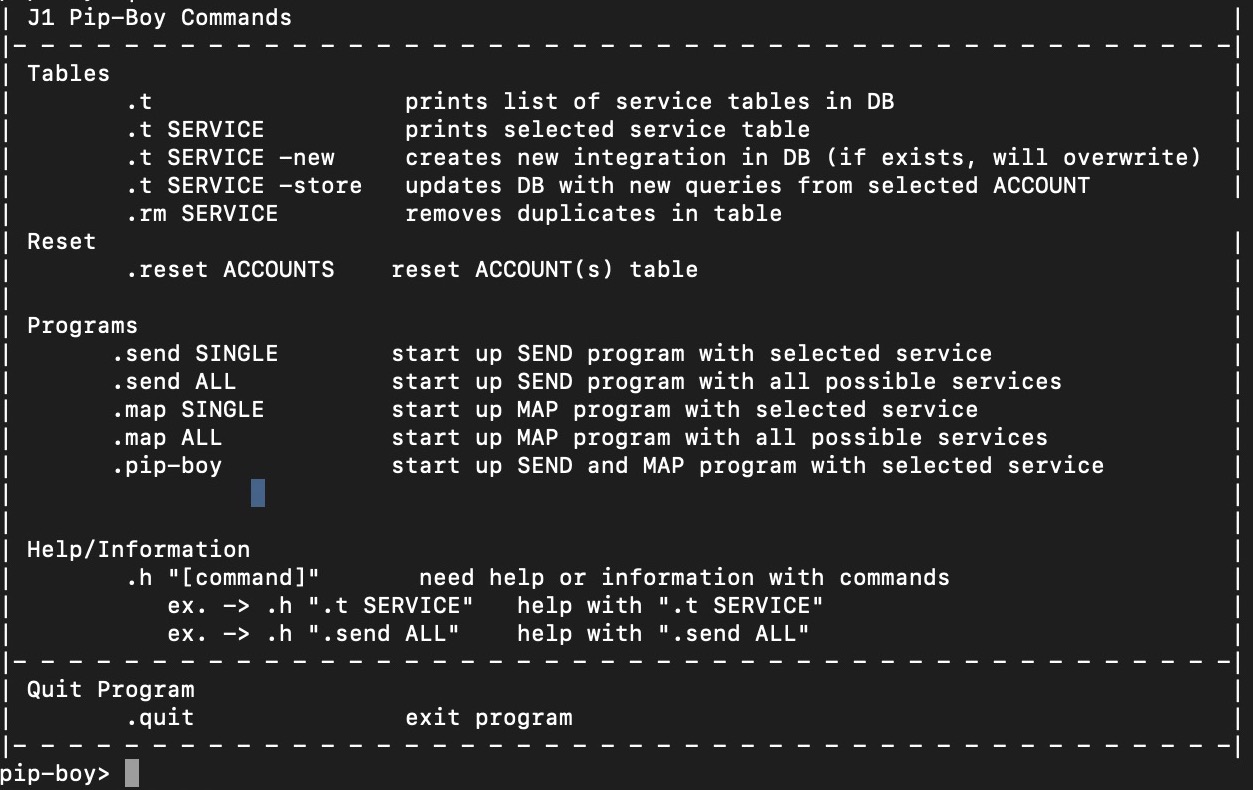 | J1 Pip-Boy Commands |
|- - - - - - - - - - - - - - - - - - - - - - - - - - - - - - - - - - - - - - - - - - - -|
| Tables |
| .t prints list of service tables in DB |
| .t SERVICE prints selected service table |
| .t SERVICE -new creates new integration in DB (if exists, will overwrite) |
| .t SERVICE -store updates DB with new queries from selected ACCOUNT |
| .rm SERVICE removes duplicates in table
| Reset |
| .reset ACCOUNTS reset ACCOUNT(s) table |
| |
| Programs |
| .send SINGLE start up SEND program with selected service |
| .send ALL start up SEND program with all possible services |
| .map SINGLE start up MAP program with selected service |
| .map ALL start up MAP program with all possible services |
| .pip-boy start up SEND and MAP program with selected service |
| |
| |
| Help/Information |
| .h "[command]" need help or information with commands |
| ex. -> .h ".t SERVICE" help with ".t SERVICE" |
| ex. -> .h ".send ALL" help with ".send ALL" |
|- - - - - - - - - - - - - - - - - - - - - - - - - - - - - - - - - - - - - - - - - - - -|
| Quit Program |
| .quit exit program |
|- - - - - - - - - - - - - - - - - - - - - - - - - - - - - - - - - - - - - - - - - - - -|
pip-boy>